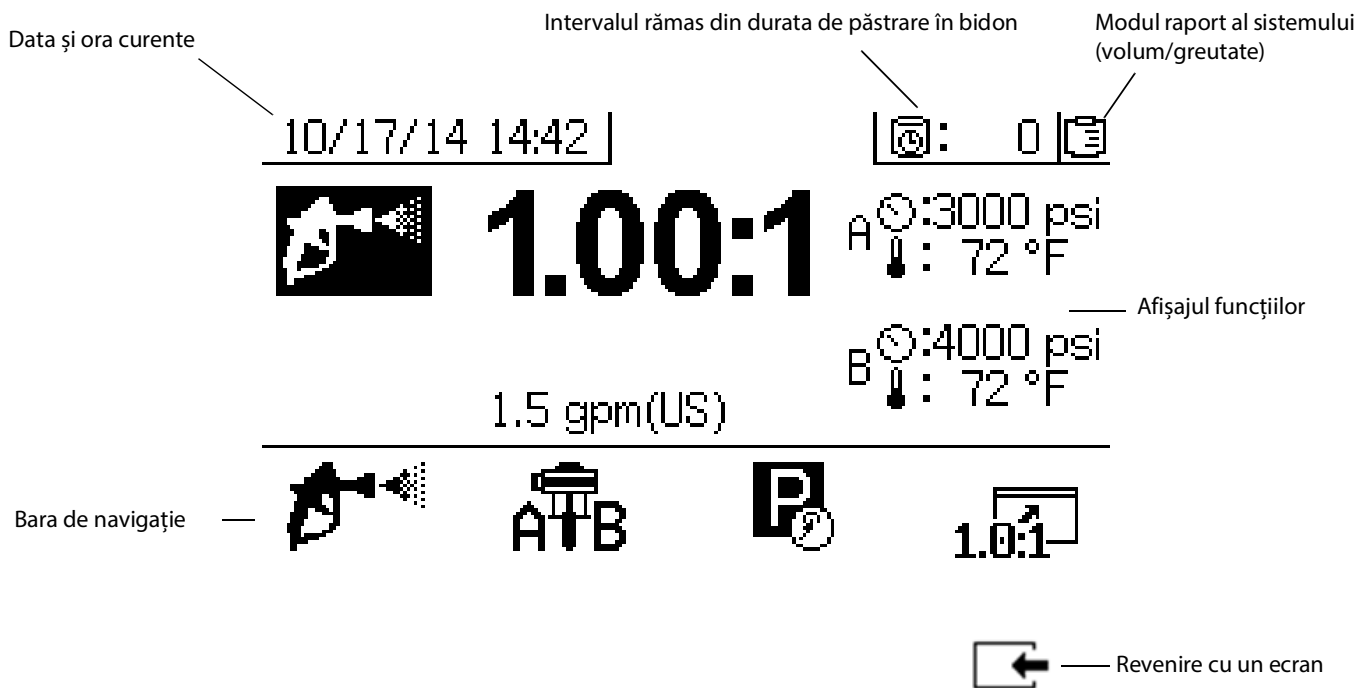 Data și ora curente
Intervalul rămas din durata de păstrare în bidon
Modul raport al sistemului
(volum/greutate)
10/17/14 14:42
: 0
1.00:1
A :3000 psi
: 72 °F
Afișajul funcțiilor
B :4000 psi
: 72 °F
1.5 gpm(US)
Bara de navigație
A B
P
1.0:1
Revenire cu un ecran